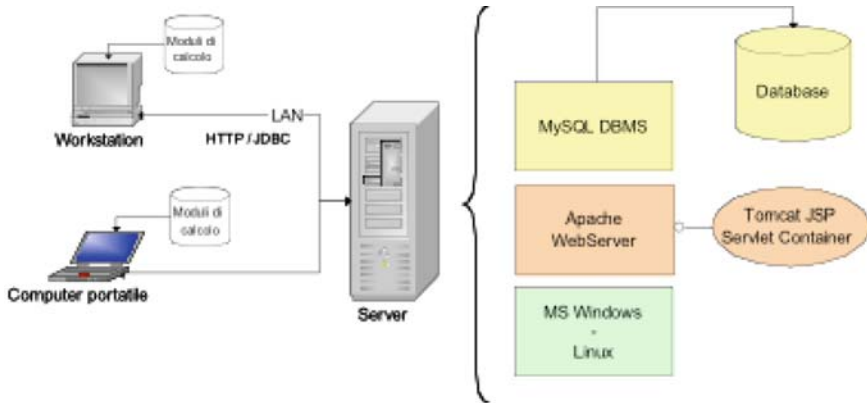 Moduli di
calcolo
Workstation
LAN
HTTP / JDBC
Moduli di
calcolo
Computer portatile
Server
Database
MySQL DBMS
Apache
WebServer
Tomcat JSP
Servlet Container
MS Windows
-
Linux